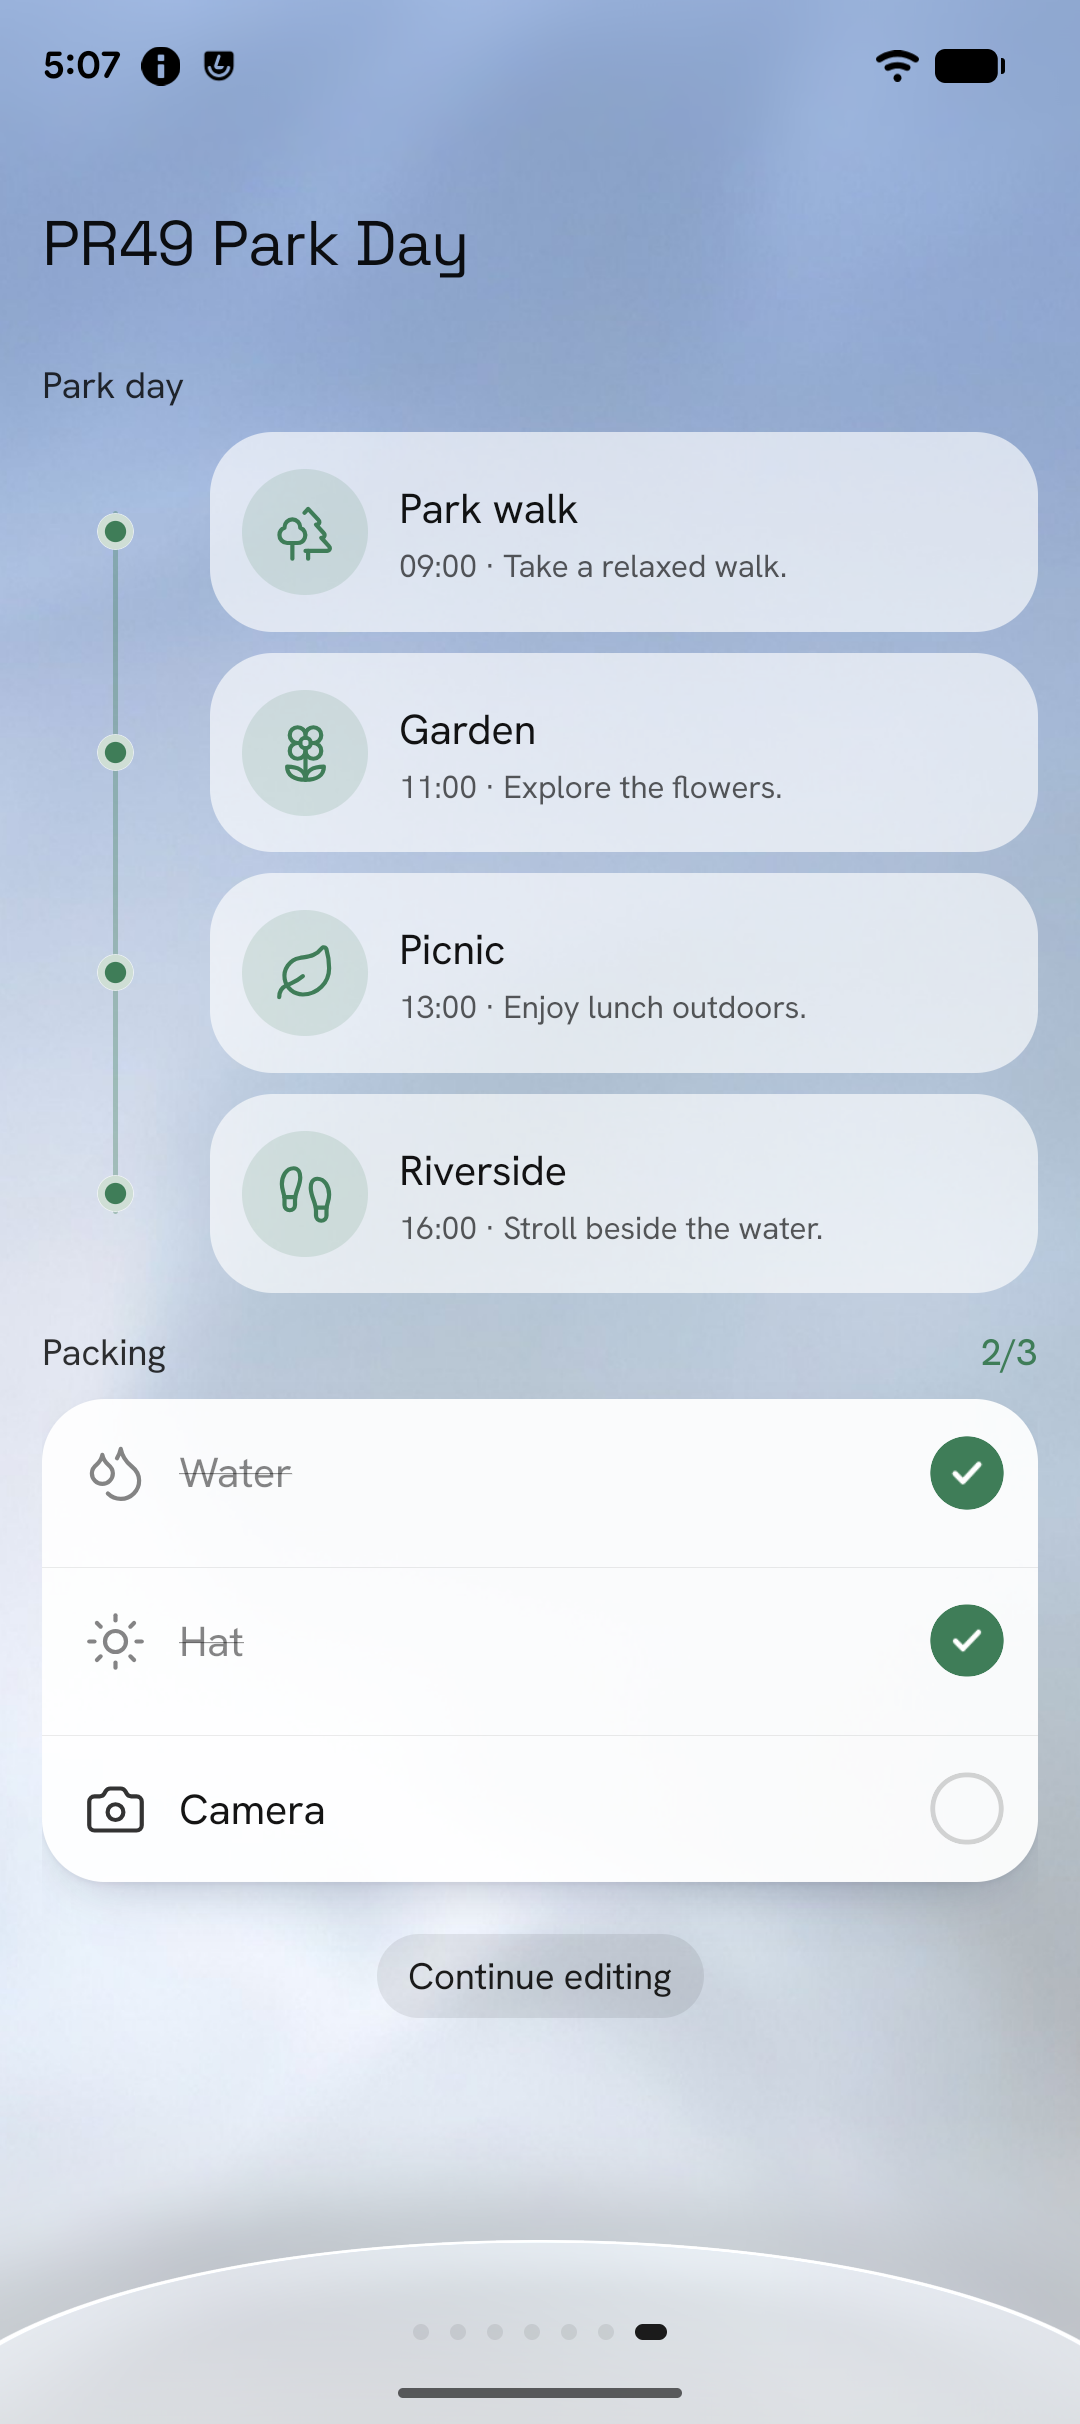 5:07
PR49 Park Day
Park day
Park walk
09:00 · Take a relaxed walk.
Garden
11:00 · Explore the flowers.
Picnic
13:00 · Enjoy lunch outdoors.
Riverside
16:00 · Stroll beside the water.
Packing 2/3
Water
Hat
Camera
Continue editing